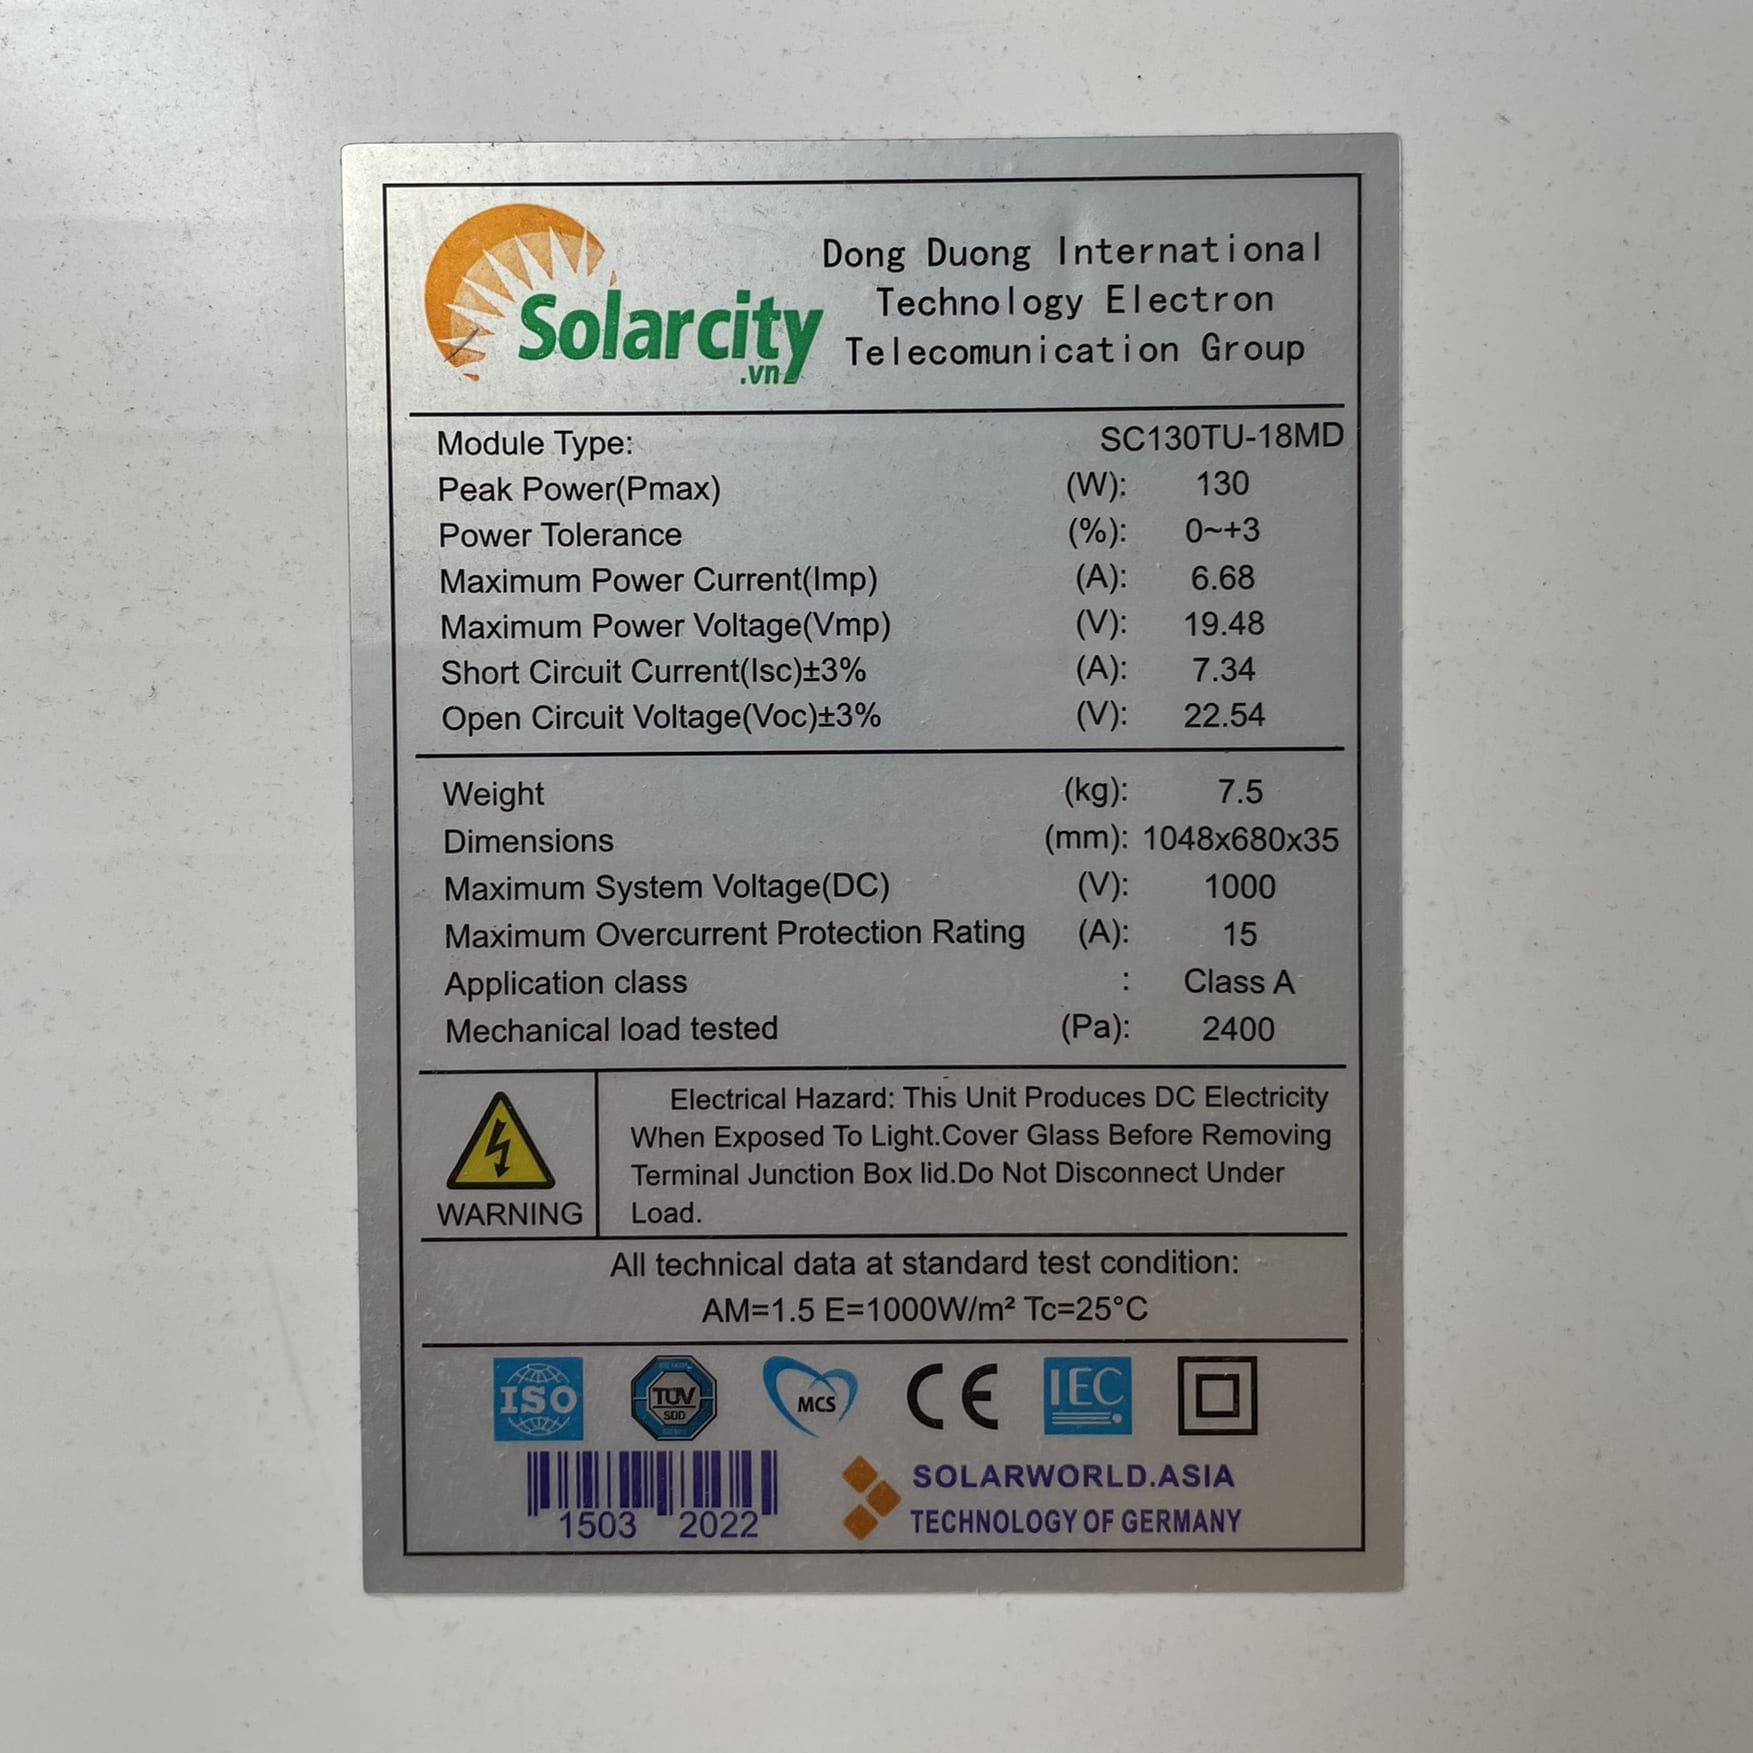 Solarcity
.vn
Dong Duong International
Technology Electron
Telecomunication Group
Module Type: SC130TU-18MD
Peak Power(Pmax) (W): 130
Power Tolerance (%): 0~+3
Maximum Power Current(Imp) (A): 6.68
Maximum Power Voltage(Vmp) (V): 19.48
Short Circuit Current(Isc)±3% (A): 7.34
Open Circuit Voltage(Voc)±3% (V): 22.54
Weight (kg): 7.5
Dimensions (mm): 1048x680x35
Maximum System Voltage(DC) (V): 1000
Maximum Overcurrent Protection Rating (A): 15
Application class : Class A
Mechanical load tested (Pa): 2400
WARNING
Electrical Hazard: This Unit Produces DC Electricity
When Exposed To Light.Cover Glass Before Removing
Terminal Junction Box lid.Do Not Disconnect Under
Load.
All technical data at standard test condition:
AM=1.5 E=1000W/m² Tc=25°C
ISO
TÜV
SÜD
MCS
CE
IEC
1503 2022
SOLARWORLD.ASIA
TECHNOLOGY OF GERMANY